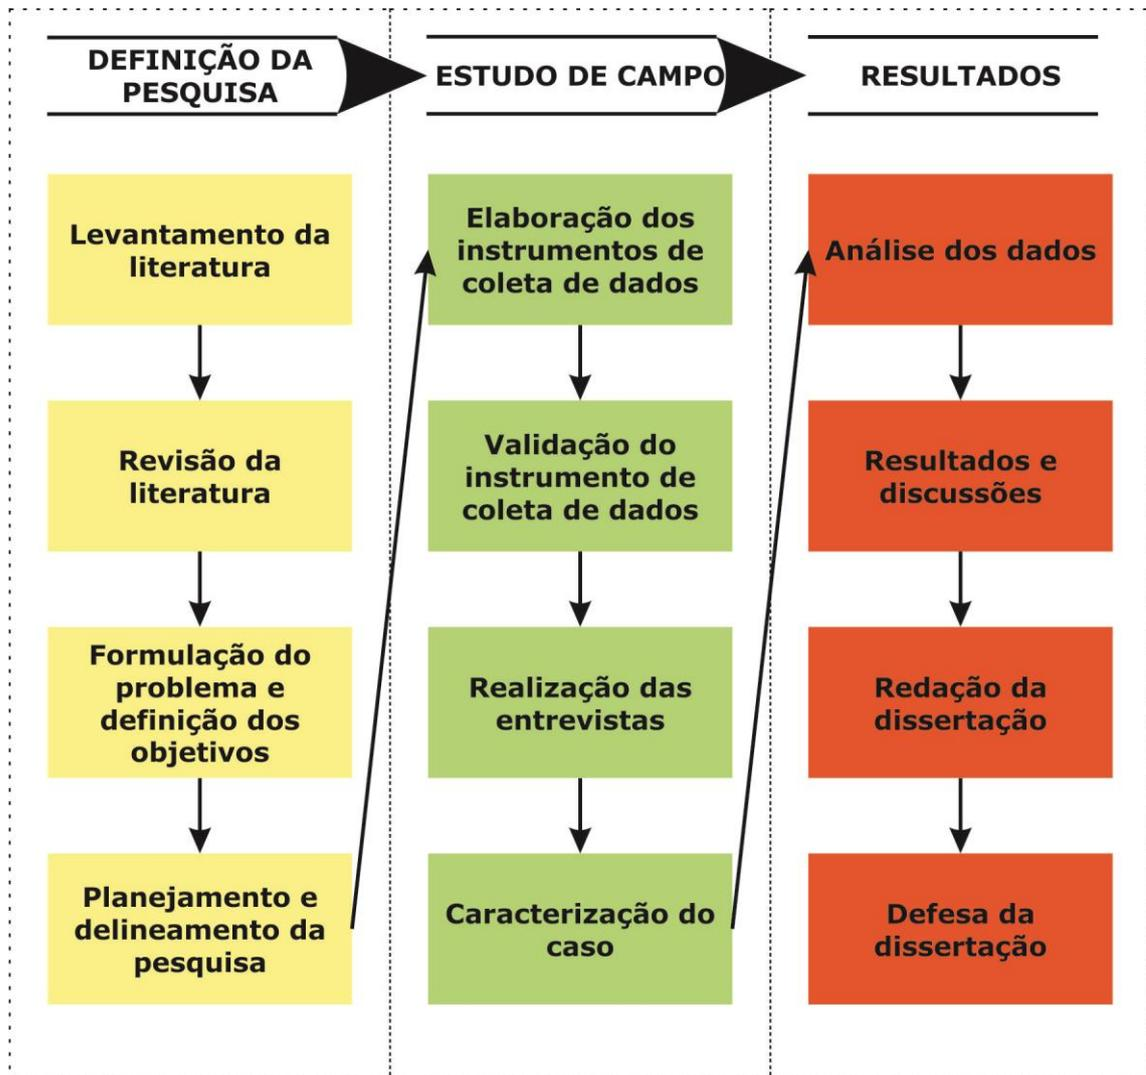 DEFINIÇÃO DA
PESQUISA
ESTUDO DE CAMPO
RESULTADOS
Levantamento da
literatura
Revisão da
literatura
Formulação do
problema e
definição dos
objetivos
Planejamento e
delineamento da
pesquisa
Elaboração dos
instrumentos de
coleta de dados
Validação do
instrumento de
coleta de dados
Realização das
entrevistas
Caracterização do
caso
Análise dos dados
Resultados e
discussões
Redação da
dissertação
Defesa da
dissertação